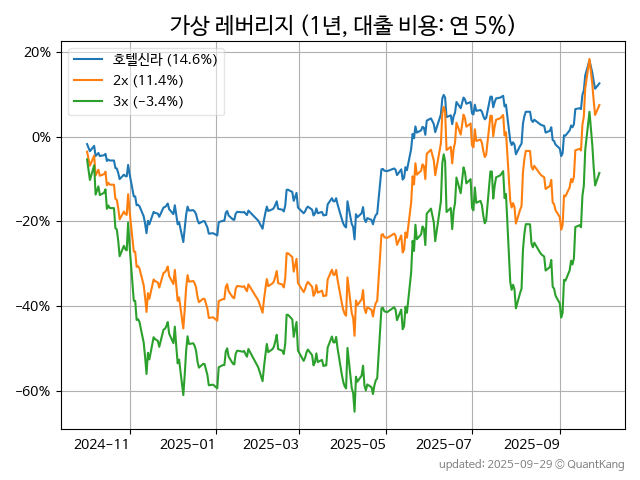 가상 레버리지 (1년, 대출 비용: 연 5%)
호텔신라 (14.6%)
2x (11.4%)
3x (−3.4%)
20%
0%
−20%
−40%
−60%
2024-11 2025-01 2025-03 2025-05 2025-07 2025-09
updated: 2025-09-29 © QuantKang